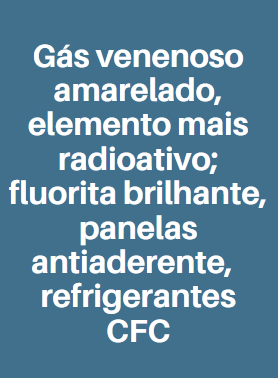 Gás venenoso
amarelado,
elemento mais
radioativo;
fluorita brilhante,
panelas
antiaderente,
refrigerantes
CFC